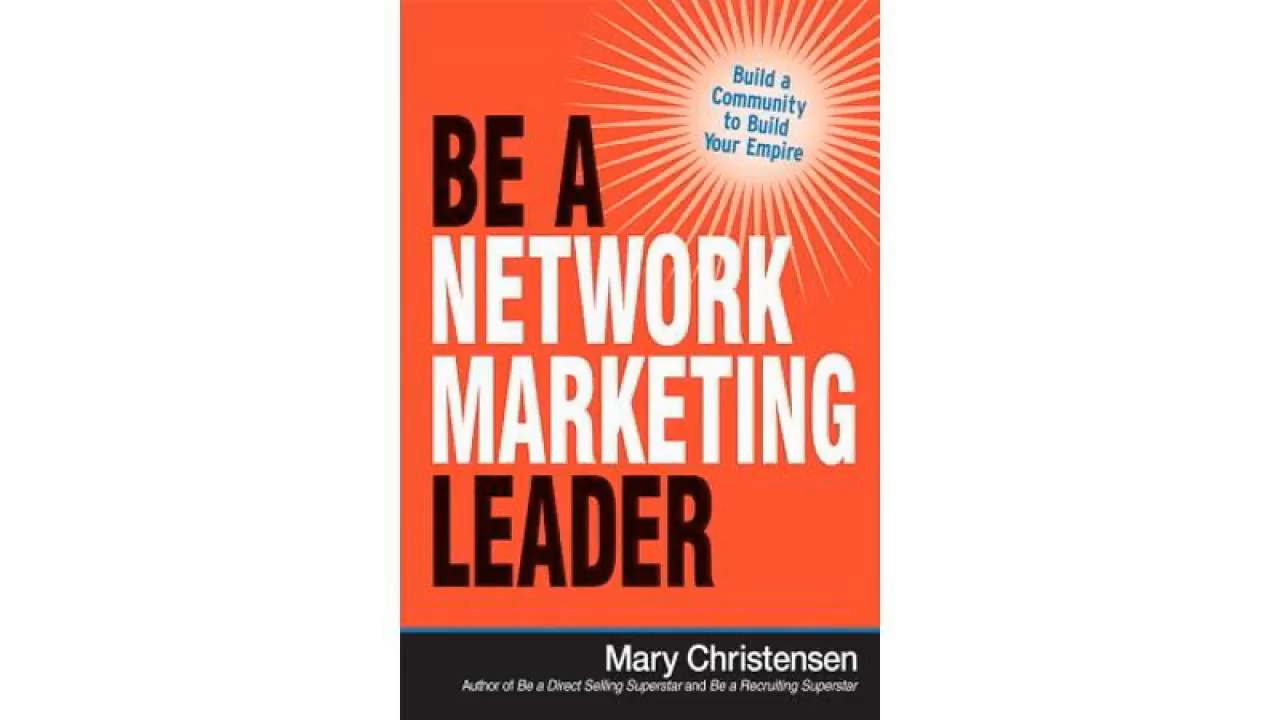 Build a
Community
to Build
Your Empire
BE A
NETWORK
MARKETING
LEADER
Mary Christensen
Author of Be a Direct Selling Superstar and Be a Recruiting Superstar